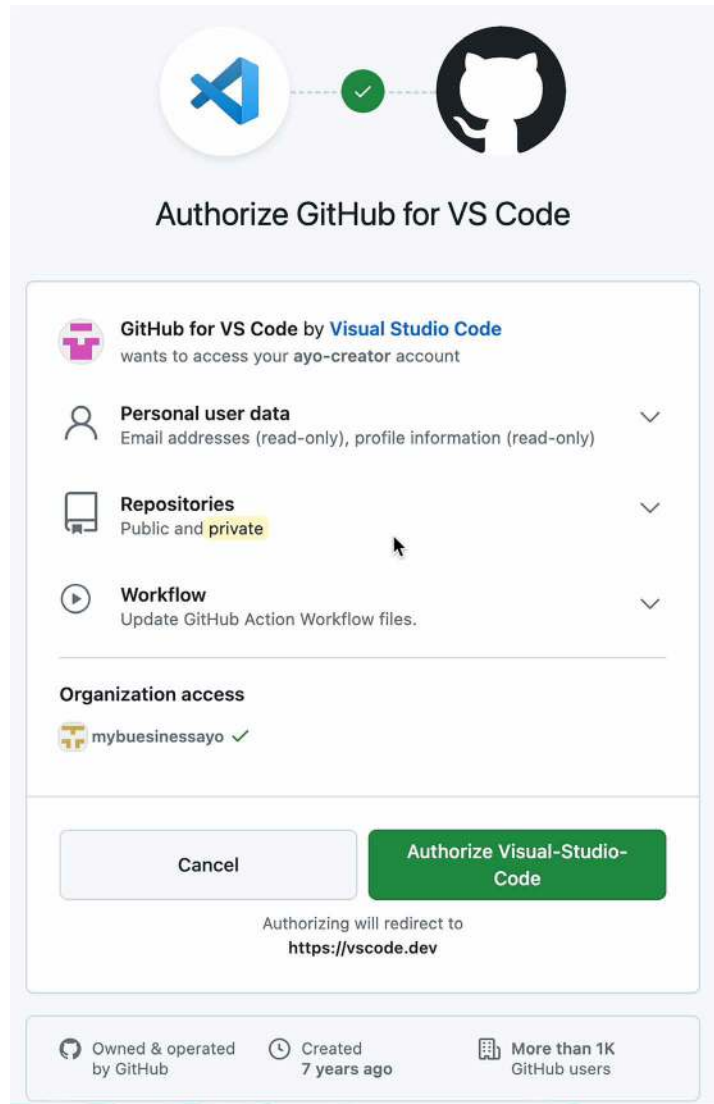 Authorize GitHub for VS Code
GitHub for VS Code by Visual Studio Code
wants to access your ayo-creator account
Personal user data
Email addresses (read-only), profile information (read-only)
Repositories
Public and private
Workflow
Update GitHub Action Workflow files.
Organization access
mybuesinessayo
Cancel
Authorize Visual-Studio-
Code
Authorizing will redirect to
https://vscode.dev
Owned & operated
by GitHub
Created
7 years ago
More than 1K
GitHub users